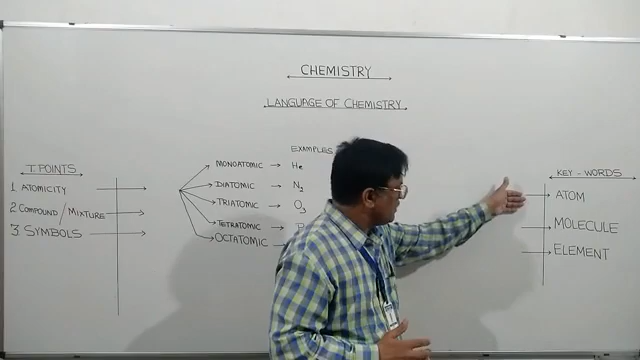 CHEMISTRY
LANGUAGE OF CHEMISTRY
T. POINTS
1 ATOMICITY
2 COMPOUND / MIXTURE
3 SYMBOLS
EXAMPLES
MONOATOMIC → He
DIATOMIC → N2
TRIATOMIC → O3
TETRATOMIC → P
OCTATOMIC
KEY - WORDS
ATOM
MOLECULE
ELEMENT